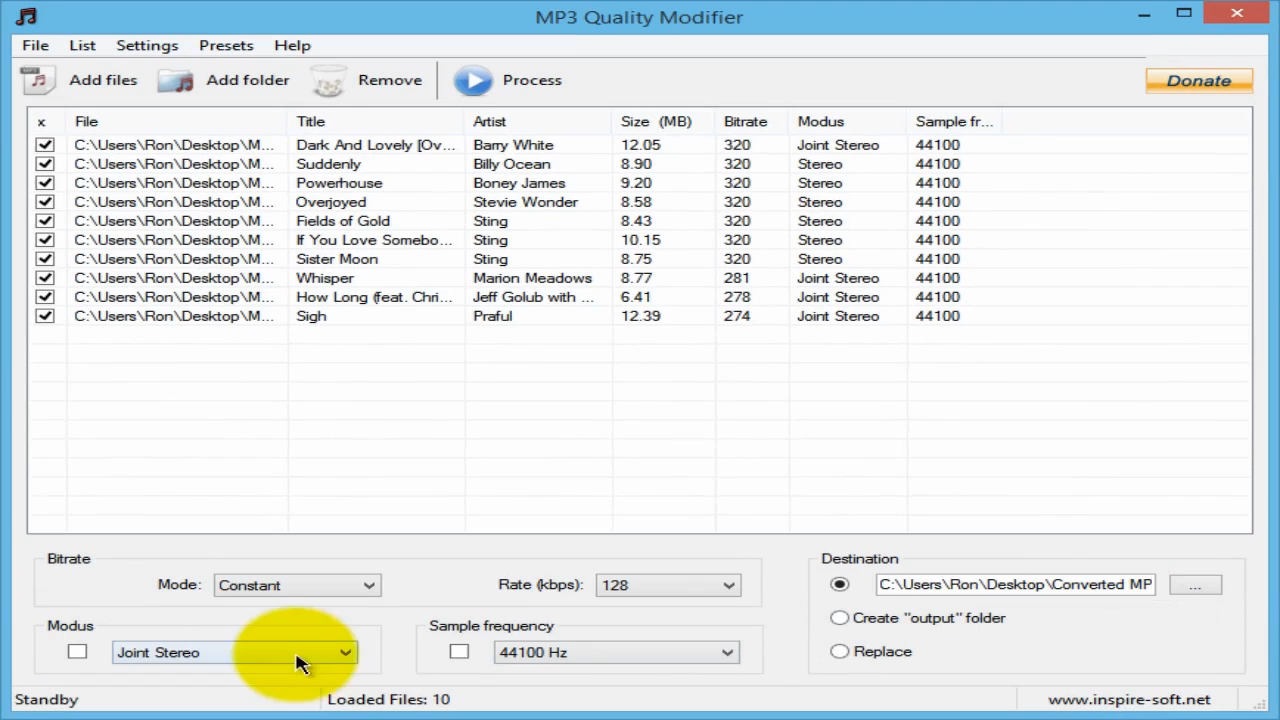 MP3 Quality Modifier
File List Settings Presets Help
Add files Add folder Remove Process Donate
x File Title Artist Size (MB) Bitrate Modus Sample fr...
C:\Users\Ron\Desktop\M... Dark And Lovely [Ov... Barry White 12.05 320 Joint Stereo 44100
C:\Users\Ron\Desktop\M... Suddenly Billy Ocean 8.90 320 Stereo 44100
C:\Users\Ron\Desktop\M... Powerhouse Boney James 9.20 320 Stereo 44100
C:\Users\Ron\Desktop\M... Overjoyed Stevie Wonder 8.58 320 Stereo 44100
C:\Users\Ron\Desktop\M... Fields of Gold Sting 8.43 320 Stereo 44100
C:\Users\Ron\Desktop\M... If You Love Somebo... Sting 10.15 320 Stereo 44100
C:\Users\Ron\Desktop\M... Sister Moon Sting 8.75 320 Stereo 44100
C:\Users\Ron\Desktop\M... Whisper Marion Meadows 8.77 281 Joint Stereo 44100
C:\Users\Ron\Desktop\M... How Long (feat. Chri... Jeff Golub with ... 6.41 278 Joint Stereo 44100
C:\Users\Ron\Desktop\M... Sigh Praful 12.39 274 Joint Stereo 44100
Bitrate Destination
Mode: Constant Rate (kbps): 128 C:\Users\Ron\Desktop\Converted MP ...
Create "output" folder
Modus Sample frequency
Joint Stereo 44100 Hz Replace
Standby Loaded Files: 10 www.inspire-soft.net